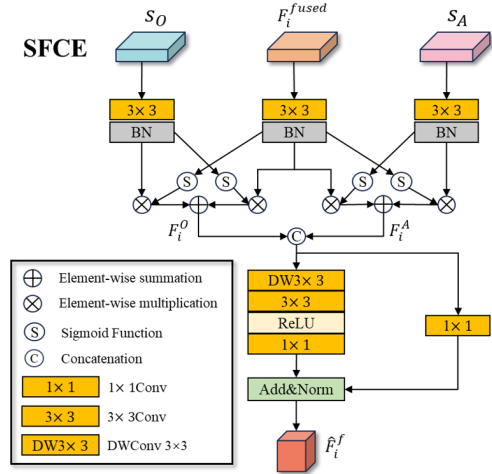 SFCE
S_O
F_i^{fused}
S_A
3× 3
3× 3
3× 3
BN
BN
BN
S
S
S
S
F_i^O
F_i^A
C
DW3× 3
3× 3
ReLU
1× 1
1× 1
Add&Norm
F̂_i^f
Element-wise summation
Element-wise multiplication
S Sigmoid Function
C Concatenation
1× 1 1× 1Conv
3× 3 3× 3Conv
DW3× 3 DWConv 3×3